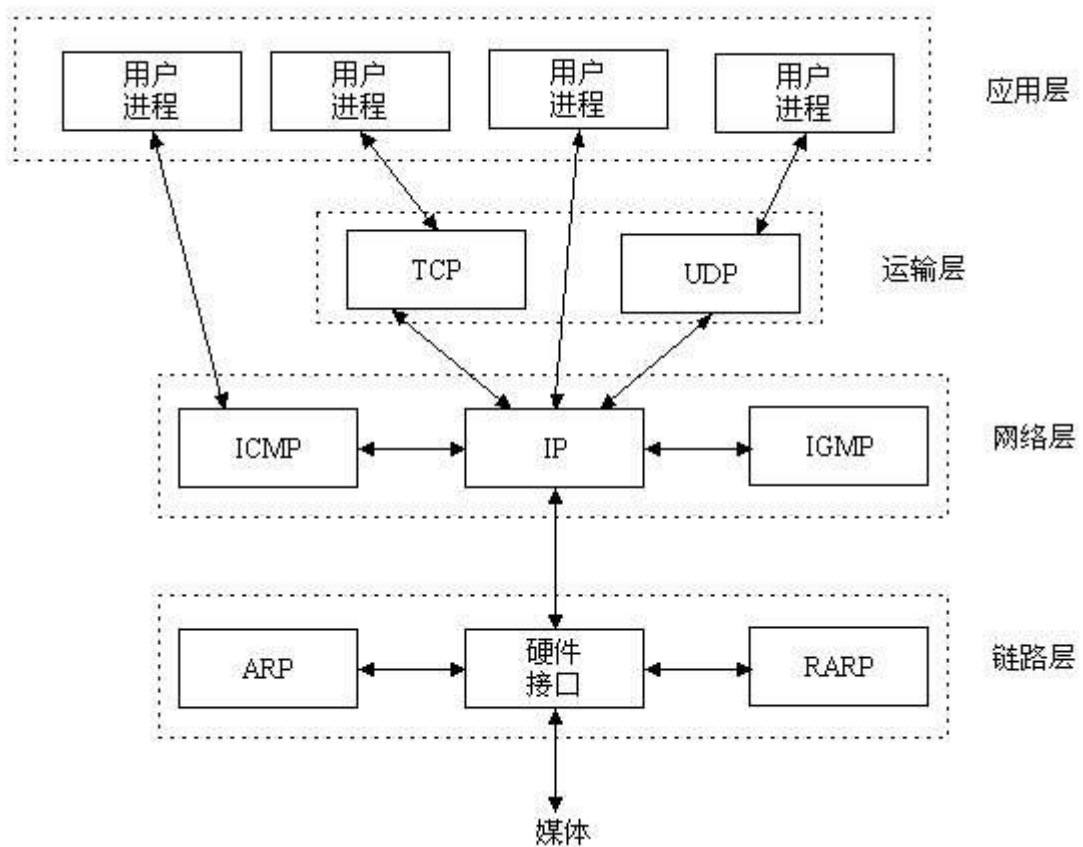 用户
进程
用户
进程
用户
进程
用户
进程
应用层
TCP
UDP
运输层
ICMP
IP
IGMP
网络层
ARP
硬件
接口
RARP
链路层
媒体